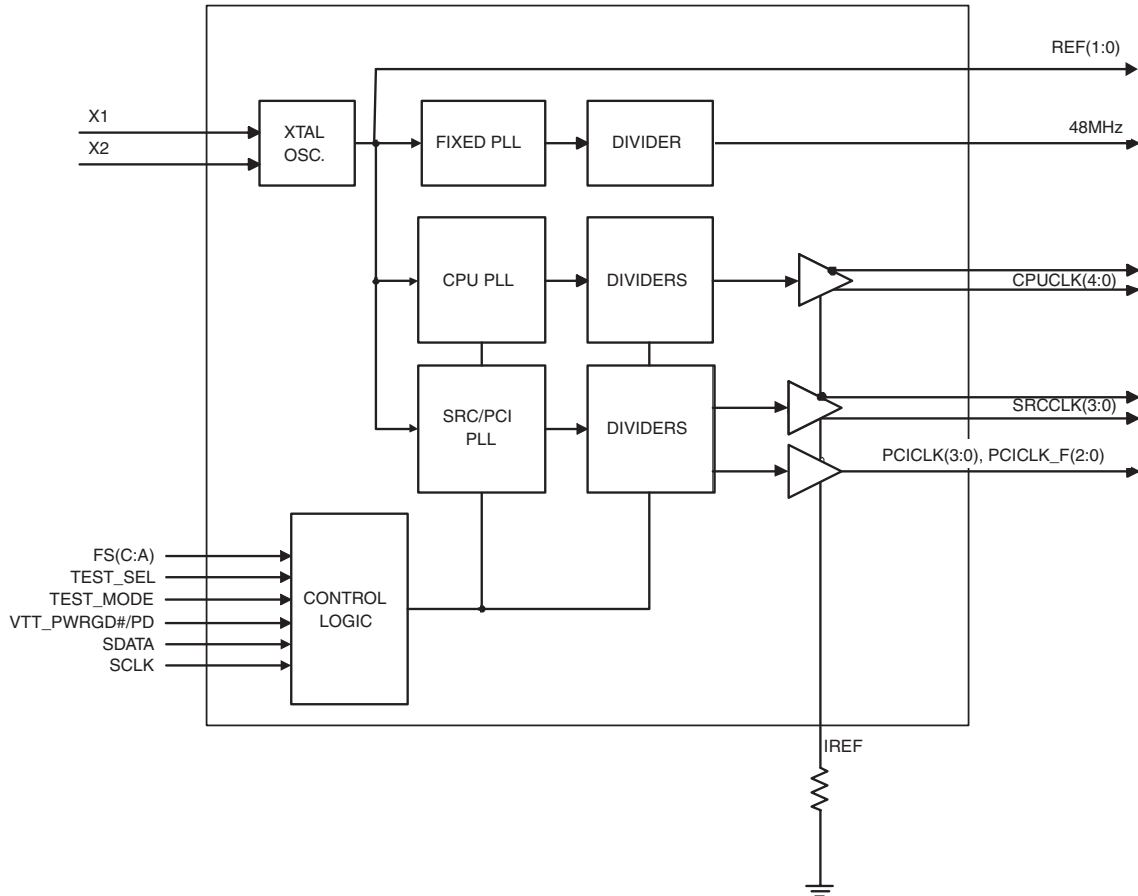 REF(1:0)
X1
X2
XTAL
OSC.
FIXED PLL
DIVIDER
48MHz
CPU PLL
DIVIDERS
CPUCLK(4:0)
SRC/PCI
PLL
DIVIDERS
SRCCLK(3:0)
PCICLK(3:0), PCICLK_F(2:0)
FS(C:A)
TEST_SEL
TEST_MODE
VTT_PWRGD#/PD
SDATA
SCLK
CONTROL
LOGIC
IREF